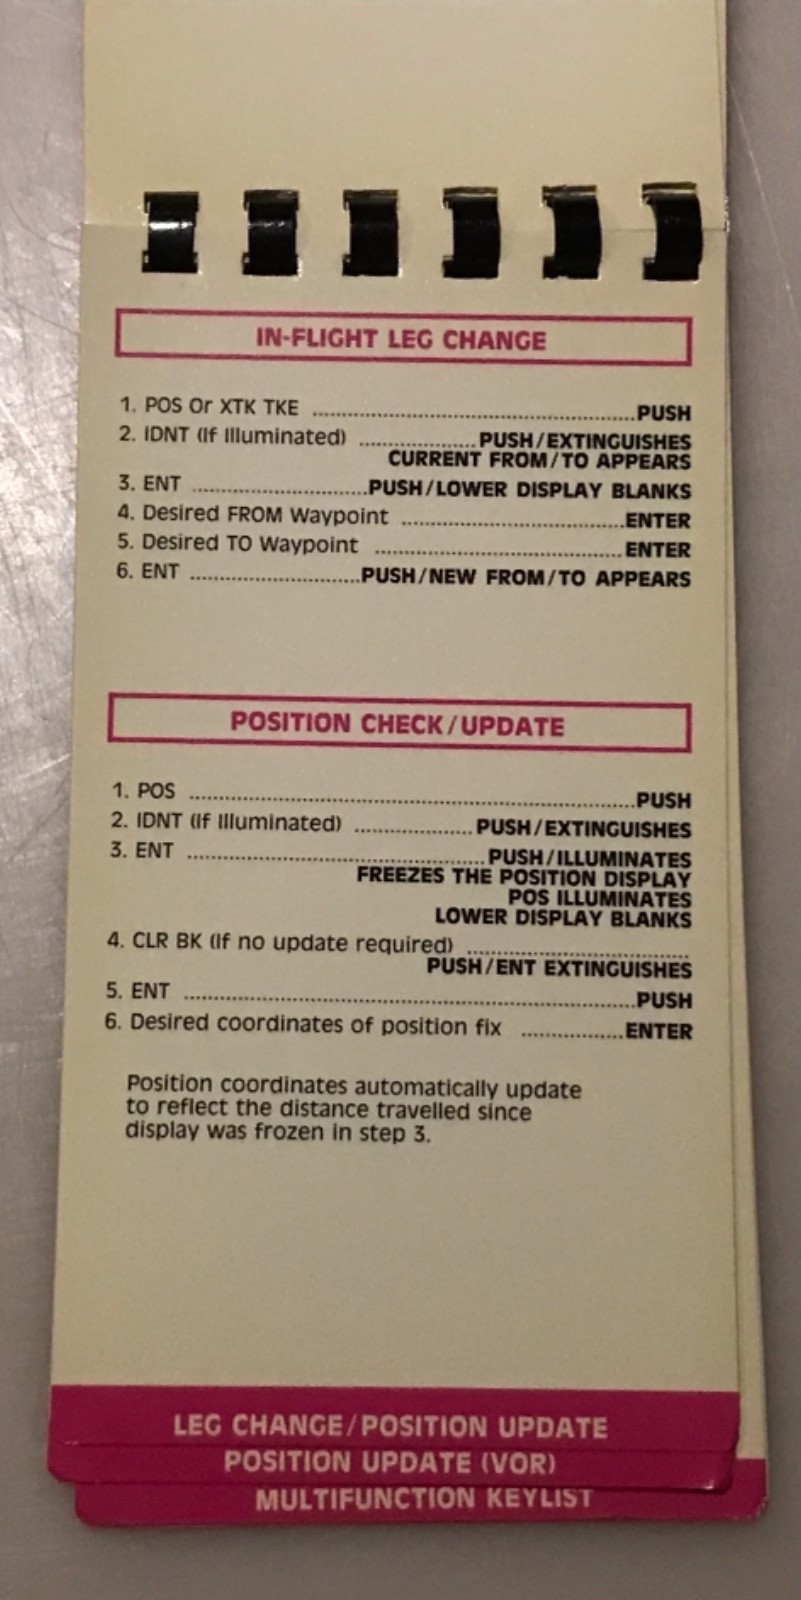 IN-FLIGHT LEG CHANGE
1. POS Or XTK TKE ........................................ PUSH
2. IDNT (If Illuminated) ................ PUSH/EXTINGUISHES
CURRENT FROM/TO APPEARS
3. ENT ........................ PUSH/LOWER DISPLAY BLANKS
4. Desired FROM Waypoint ............................ ENTER
5. Desired TO Waypoint ................................ ENTER
6. ENT ........................ PUSH/NEW FROM/TO APPEARS
POSITION CHECK/UPDATE
1. POS ........................................................ PUSH
2. IDNT (If Illuminated) ................ PUSH/EXTINGUISHES
3. ENT ........................................ PUSH/ILLUMINATES
FREEZES THE POSITION DISPLAY
POS ILLUMINATES
LOWER DISPLAY BLANKS
4. CLR BK (If no update required) ............................
PUSH/ENT EXTINGUISHES
5. ENT ........................................................ PUSH
6. Desired coordinates of position fix .............. ENTER
Position coordinates automatically update
to reflect the distance travelled since
display was frozen in step 3.
LEG CHANGE/POSITION UPDATE
POSITION UPDATE (VOR)
MULTIFUNCTION KEYLIST